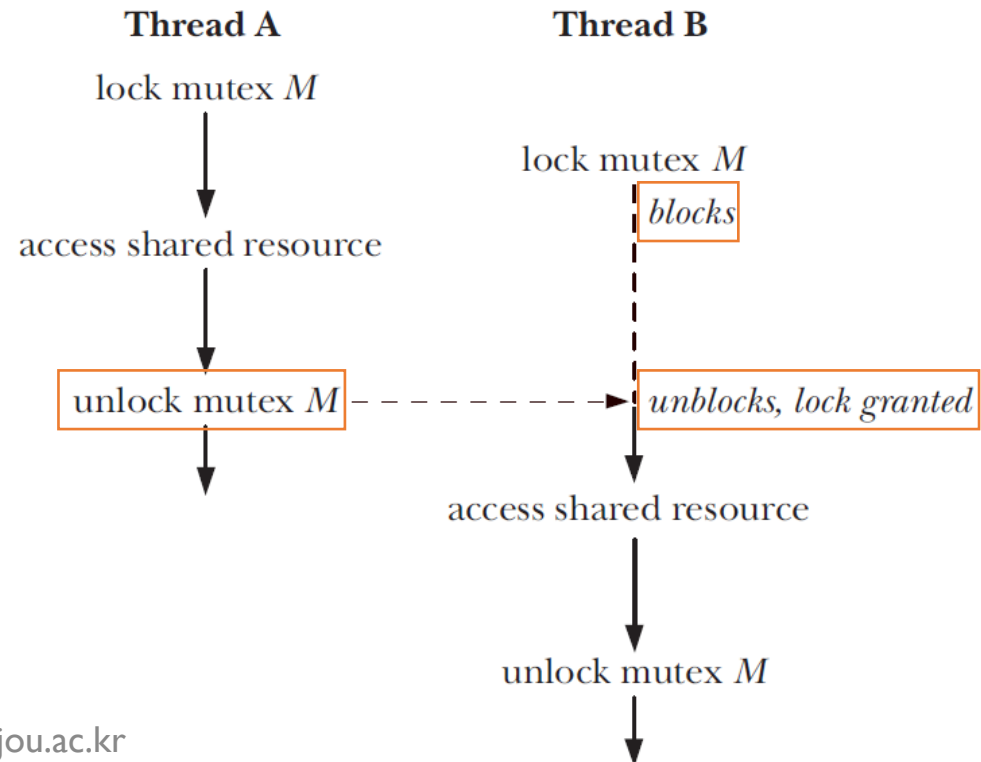 Thread A
Thread B
lock mutex M
lock mutex M
blocks
access shared resource
unlock mutex M
unblocks, lock granted
access shared resource
unlock mutex M
jou.ac.kr